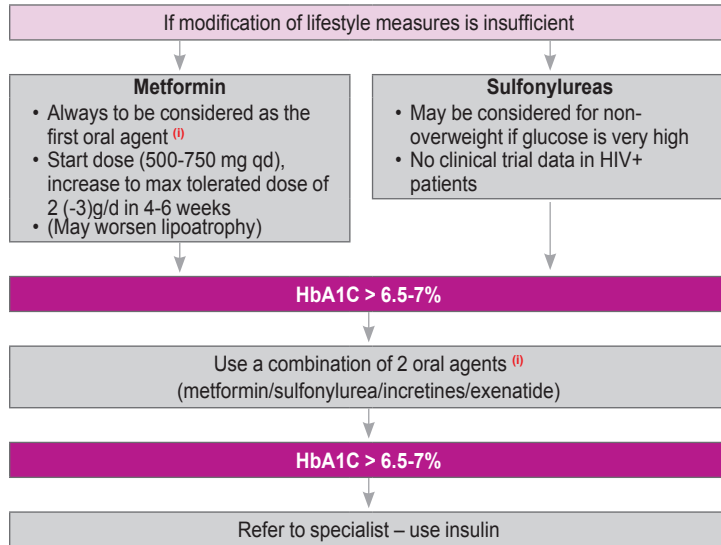 If modification of lifestyle measures is insufficient
Metformin
• Always to be considered as the
first oral agent (i)
• Start dose (500-750 mg qd),
increase to max tolerated dose of
2 (-3)g/d in 4-6 weeks
• (May worsen lipoatrophy)
Sulfonylureas
• May be considered for non-
overweight if glucose is very high
• No clinical trial data in HIV+
patients
HbA1C > 6.5-7%
Use a combination of 2 oral agents (i)
(metformin/sulfonylurea/incretines/exenatide)
HbA1C > 6.5-7%
Refer to specialist – use insulin